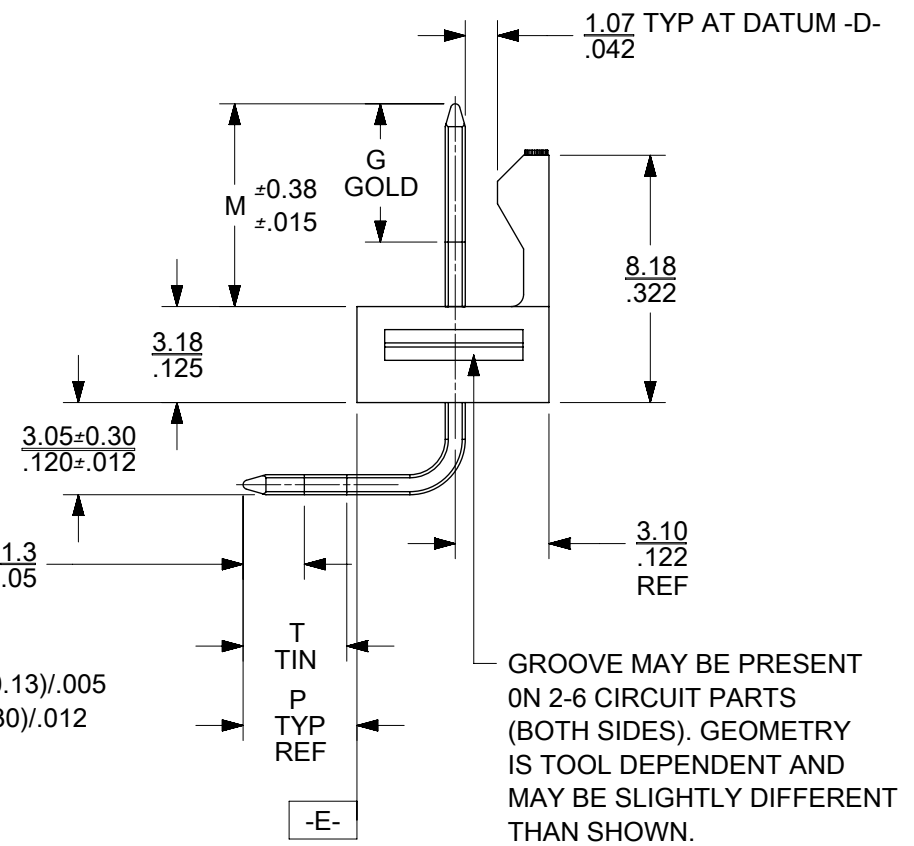 1.07 TYP AT DATUM -D-
.042
G
GOLD
M ±0.38
±.015
8.18
.322
3.18
.125
3.05±0.30
.120±.012
1.3
.05
3.10
.122
REF
T
TIN
P
TYP
REF
0.13)/.005
30)/.012
-E-
GROOVE MAY BE PRESENT
0N 2-6 CIRCUIT PARTS
(BOTH SIDES). GEOMETRY
IS TOOL DEPENDENT AND
MAY BE SLIGHTLY DIFFERENT
THAN SHOWN.